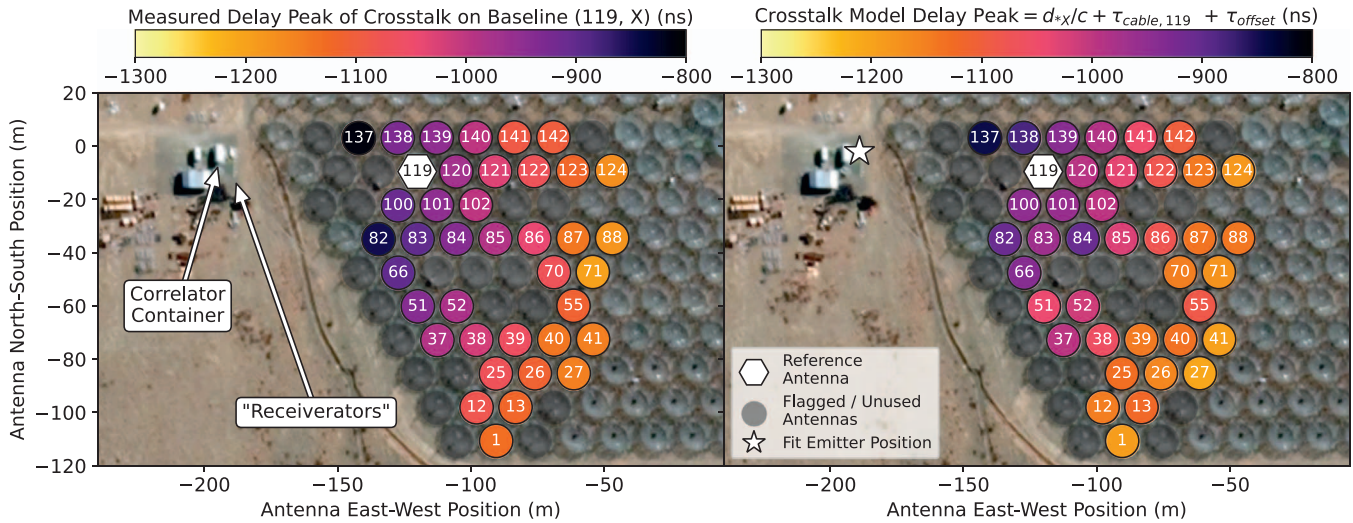 Measured Delay Peak of Crosstalk on Baseline (119, X) (ns)
Crosstalk Model Delay Peak = d*X/c + τcable, 119 + τoffset (ns)
−1300 −1200 −1100 −1000 −900 −800
−1300 −1200 −1100 −1000 −900 −800
20
0
−20
−40
−60
−80
−100
−120
Antenna North-South Position (m)
137 138 139 140 141 142
119 120 121 122 123 124
100 101 102
82 83 84 85 86 87 88
66 70 71
51 52 55
37 38 39 40 41
25 26 27
12 13
1
Correlator
Container
"Receiverators"
137 138 139 140 141 142
119 120 121 122 123 124
100 101 102
82 83 84 85 86 87 88
66 70 71
51 52 55
37 38 39 40 41
25 26 27
12 13
1
Reference
Antenna
Flagged / Unused
Antennas
Fit Emitter Position
−200 −150 −100 −50
−200 −150 −100 −50
Antenna East-West Position (m)
Antenna East-West Position (m)